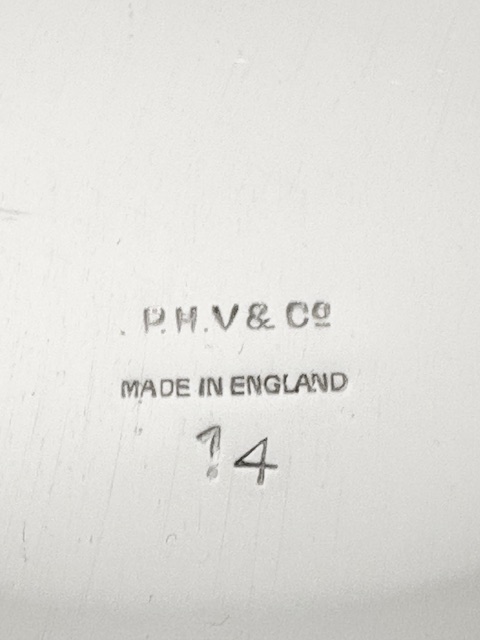 P.H.V & Cº
MADE IN ENGLAND
14